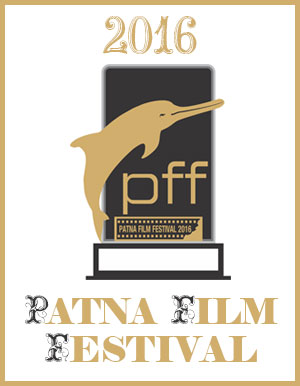 2016
pff
PATNA FILM FESTIVAL 2016
PATNA FILM
FESTIVAL